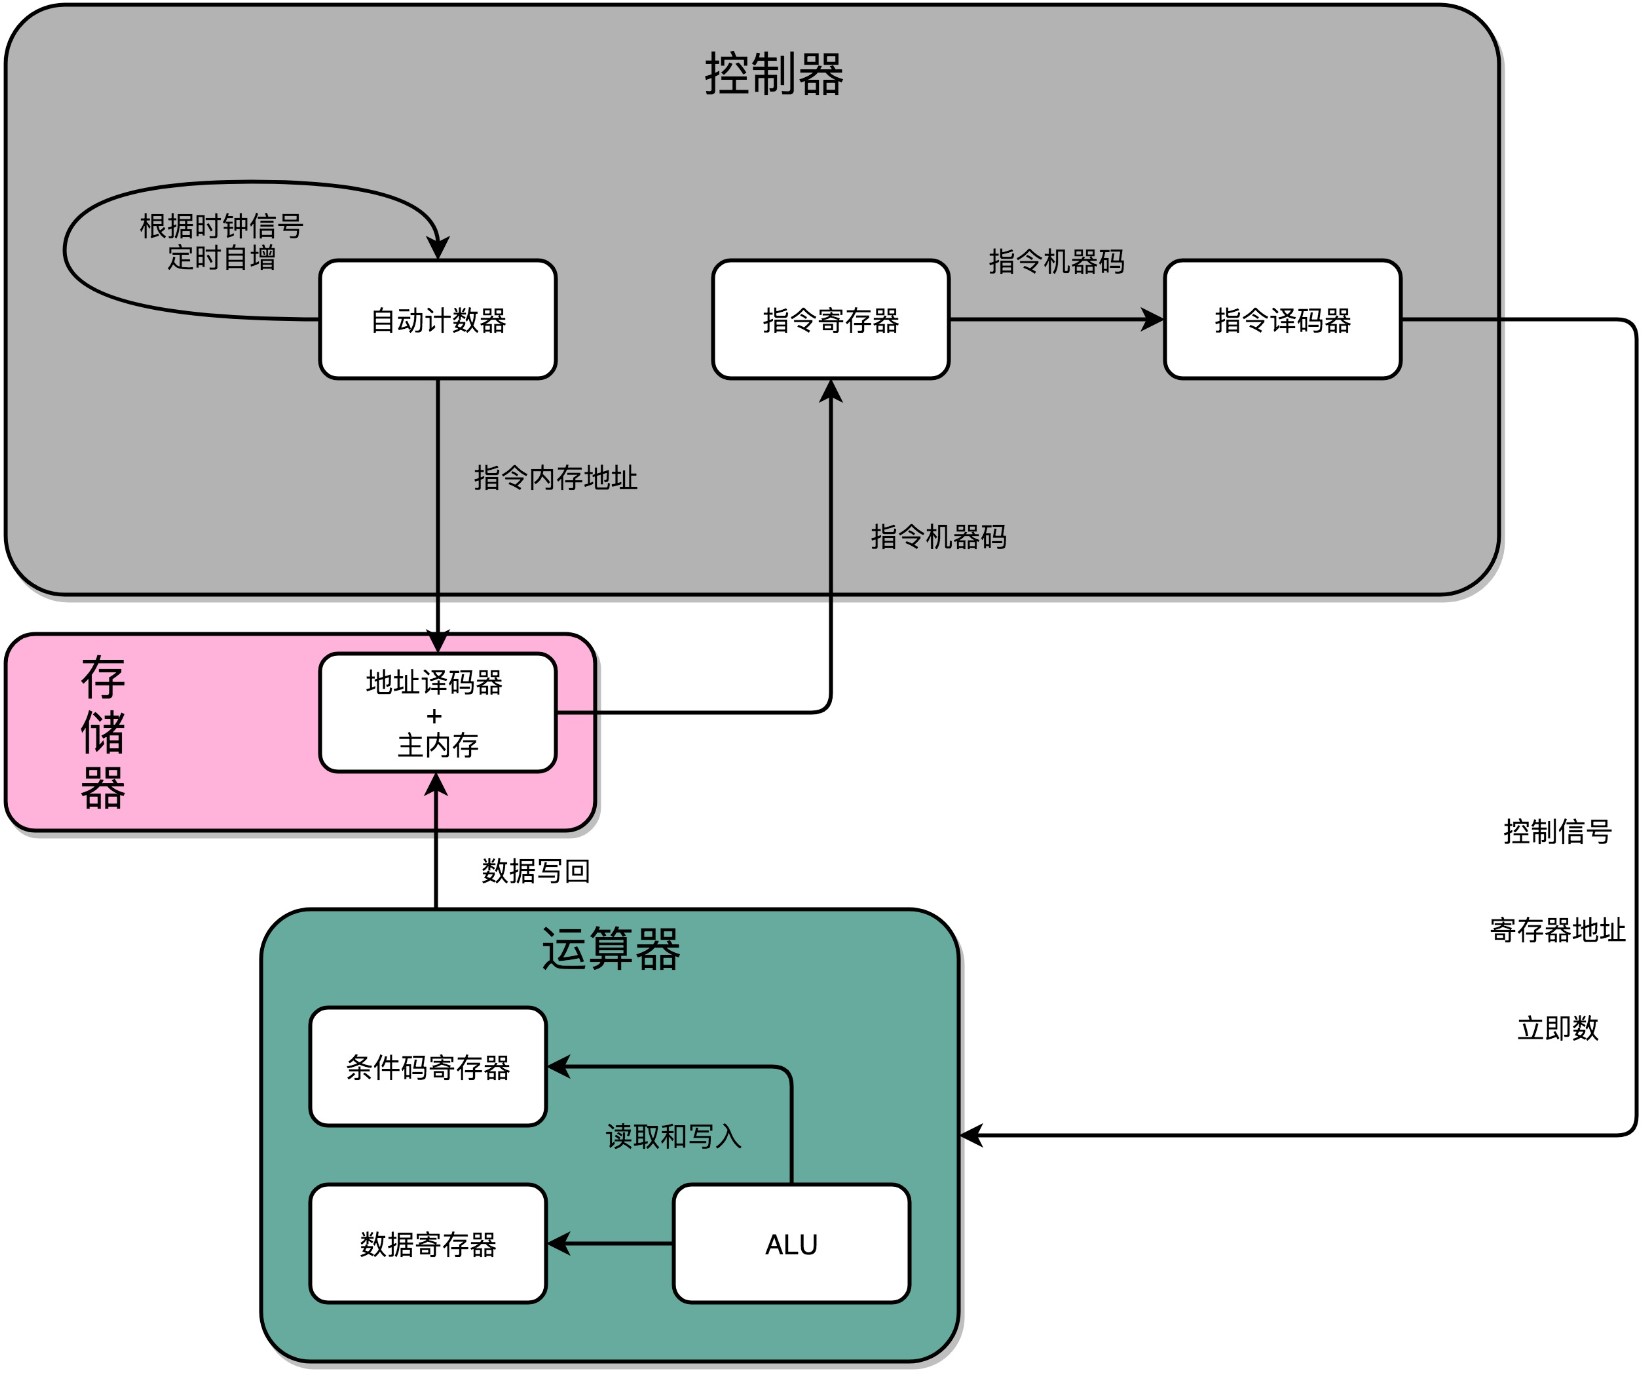 控制器
根据时钟信号
定时自增
自动计数器
指令寄存器
指令机器码
指令译码器
指令内存地址
指令机器码
存
储
器
地址译码器
+
主内存
数据写回
控制信号
寄存器地址
立即数
运算器
条件码寄存器
读取和写入
数据寄存器
ALU